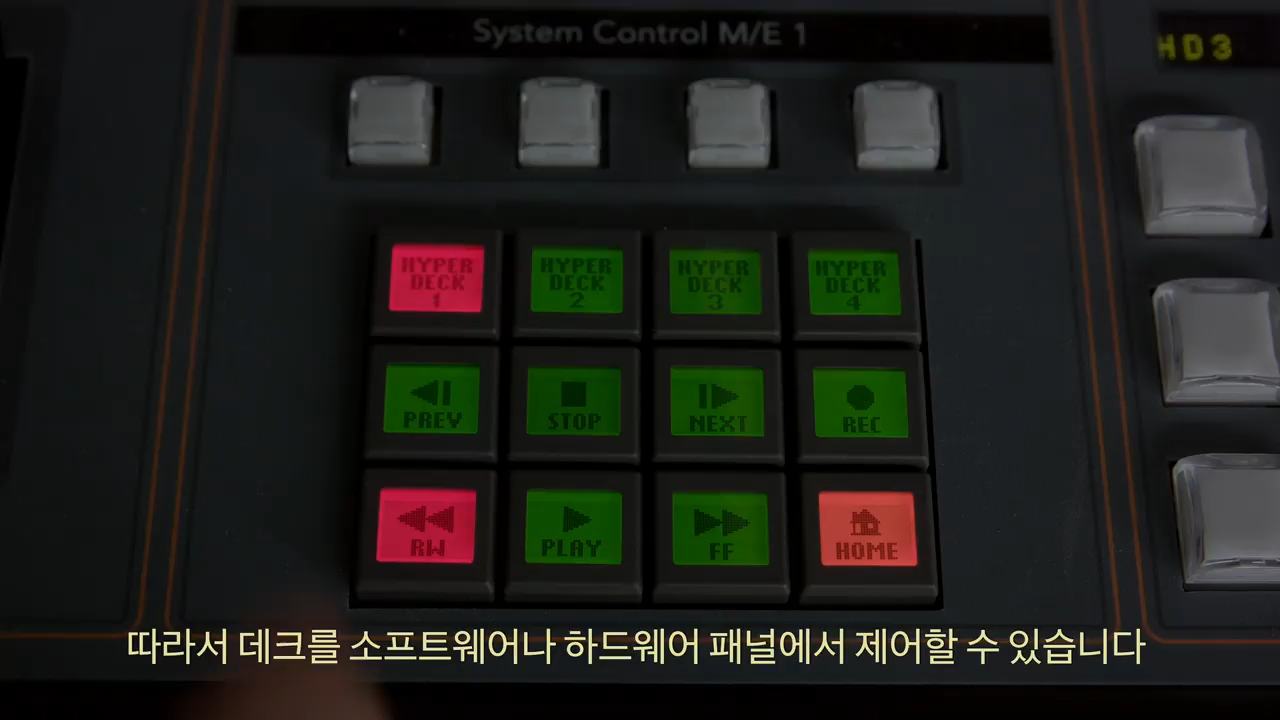 System Control M/E 1
HD3
HYPER DECK 1
HYPER DECK 2
HYPER DECK 3
HYPER DECK 4
PREV
STOP
NEXT
REC
RW
PLAY
FF
HOME
따라서 데크를 소프트웨어나 하드웨어 패널에서 제어할 수 있습니다